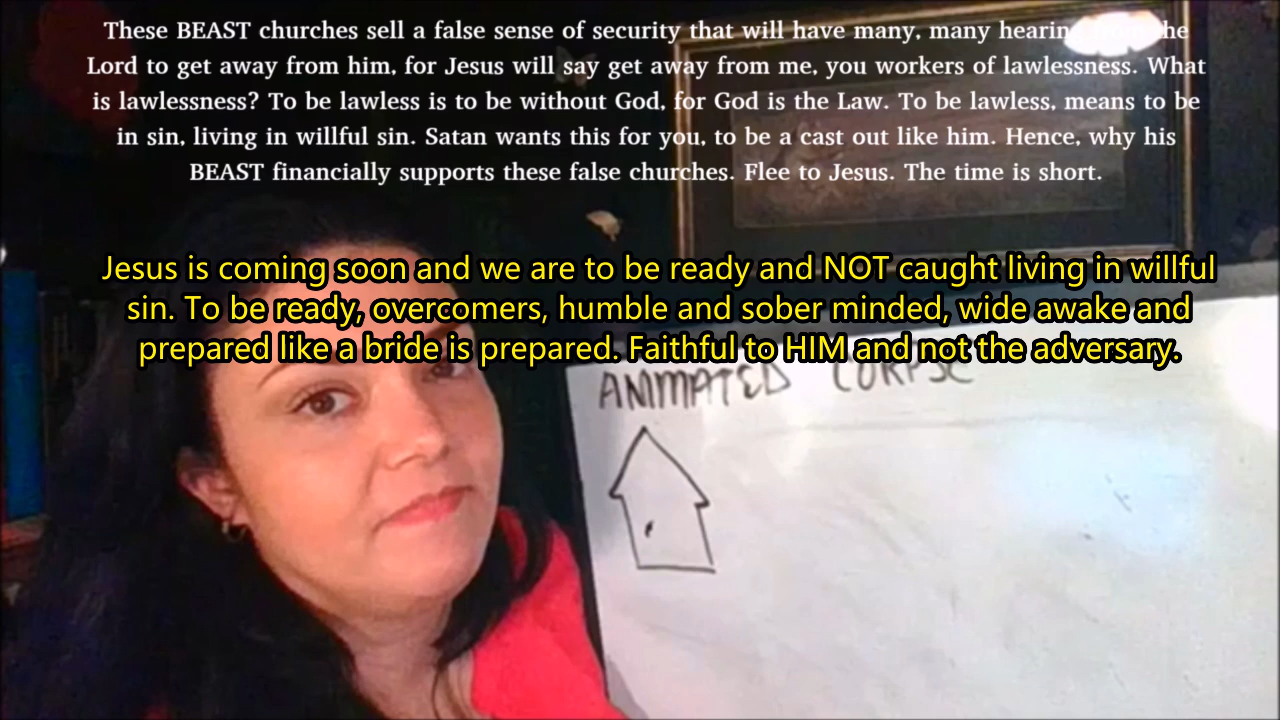 These BEAST churches sell a false sense of security that will have many, many hearing from the
Lord to get away from him, for Jesus will say get away from me, you workers of lawlessness. What
is lawlessness? To be lawless is to be without God, for God is the Law. To be lawless, means to be
in sin, living in willful sin. Satan wants this for you, to be a cast out like him. Hence, why his
BEAST financially supports these false churches. Flee to Jesus. The time is short.
Jesus is coming soon and we are to be ready and NOT caught living in willful
sin. To be ready, overcomers, humble and sober minded, wide awake and
prepared like a bride is prepared. Faithful to HIM and not the adversary.
ANIMATED CORPSE